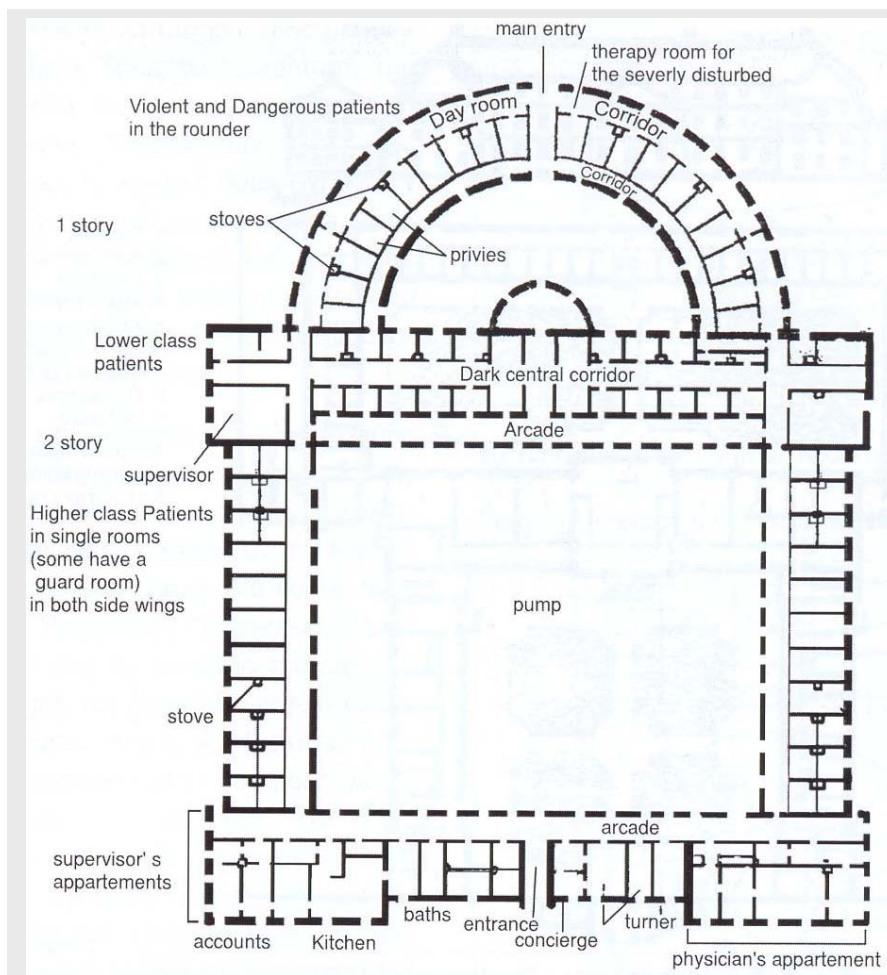 main entry
therapy room for
the severly disturbed
Violent and Dangerous patients
in the rounder
Day room
Corridor
Corridor
stoves
1 story
privies
Lower class
patients
Dark central corridor
Arcade
2 story
supervisor
Higher class Patients
in single rooms
(some have a
guard room)
in both side wings
pump
stove
arcade
supervisor' s
appartements
baths
entrance
concierge
turner
accounts
Kitchen
physician's appartement